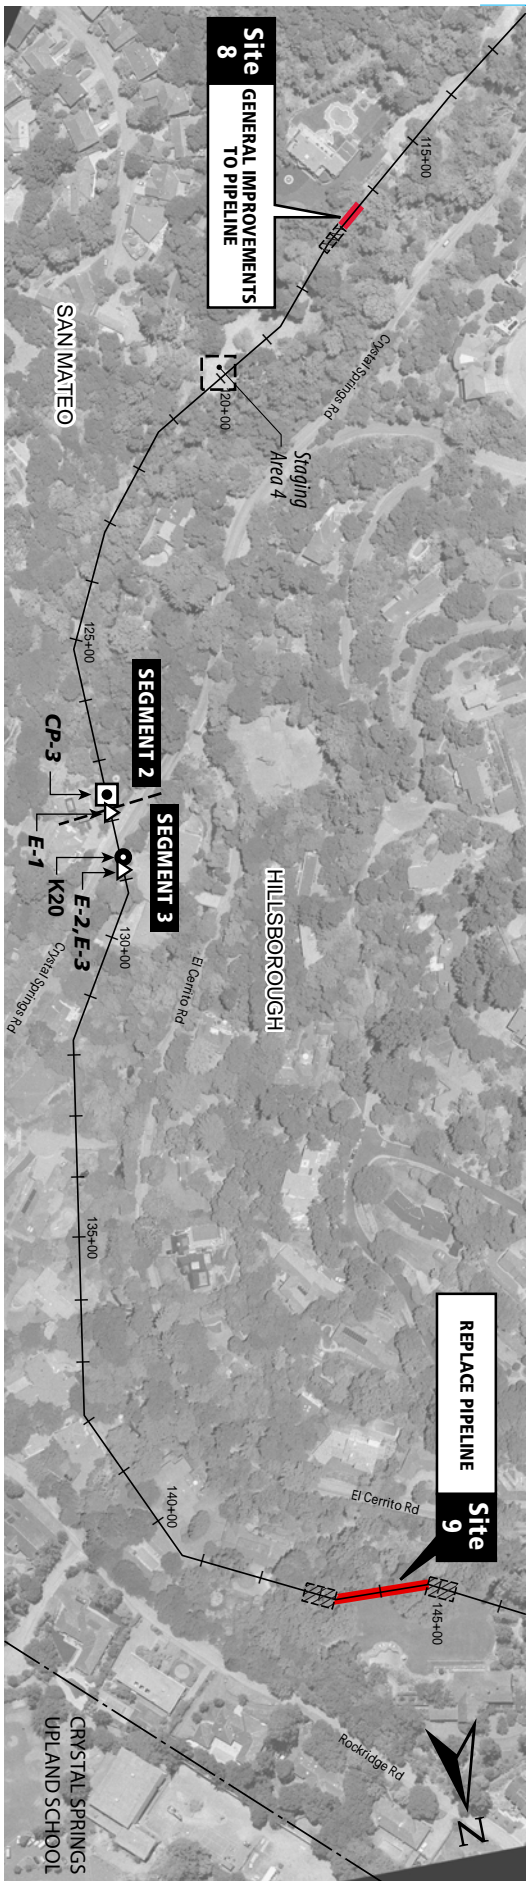 Site
8
GENERAL IMPROVEMENTS
TO PIPELINE
115+00
Crystal Springs Rd
SAN MATEO
20+00
Staging
Area 4
125+00
SEGMENT 2
CP-3
E-1
SEGMENT 3
K20
E-2, E-3
130+00
Crystal Springs Rd
El Cerrito Rd
HILLSBOROUGH
135+00
REPLACE PIPELINE
Site
9
El Cerrito Rd
140+00
145+00
Rockridge Rd
N
CRYSTAL SPRINGS
UPLAND SCHOOL